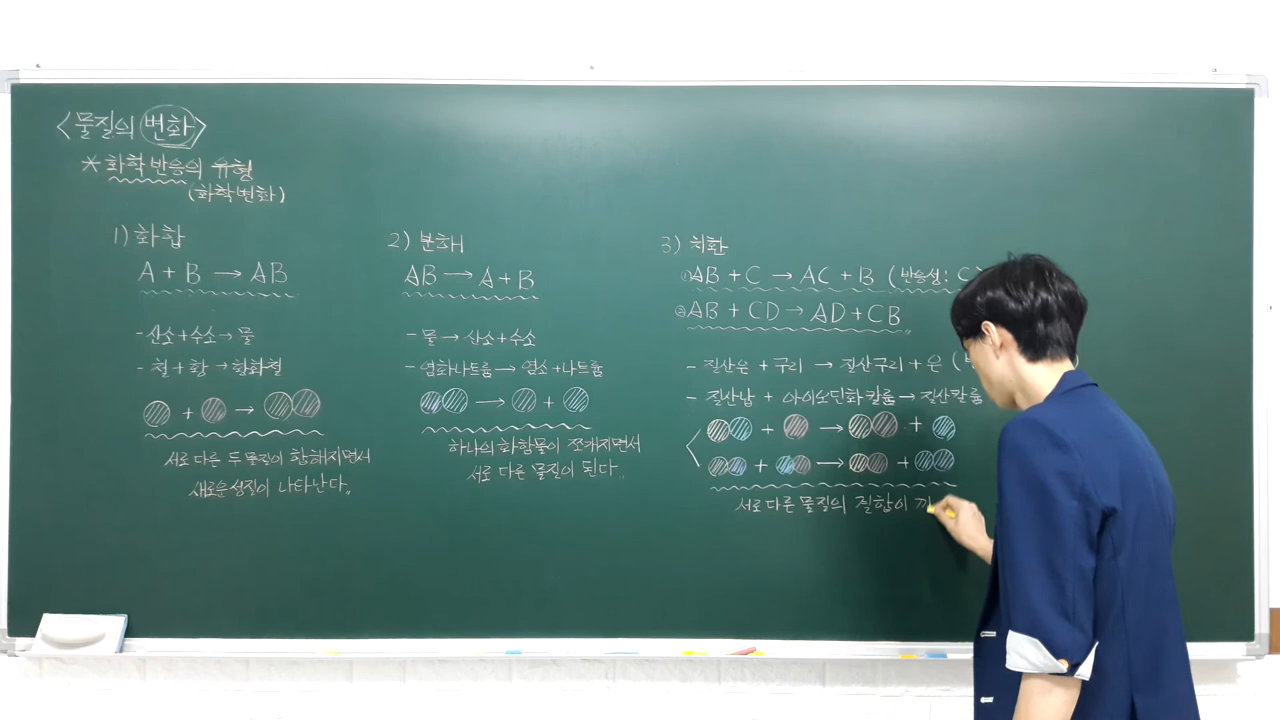 <물질의 변화>
* 화학 반응의 유형
(화학 변화)
1) 화합
A + B → AB
- 산소 + 수소 → 물
- 철 + 황 → 황화철
+ →
서로 다른 두 물질이 합해지면서
새로운 성질이 나타난다.
2) 분해
AB → A + B
- 물 → 산소 + 수소
- 염화나트륨 → 염소 + 나트륨
→ +
하나의 화합물이 쪼개지면서
서로 다른 물질이 된다.
3) 치환
① AB + C → AC + B (반응성: C
② AB + CD → AD + CB
- 질산은 + 구리 → 질산구리 + 은 (
- 질산납 + 아이오딘화칼륨 → 질산칼륨
+ → +
+ → +
서로 다른 물질의 결합이